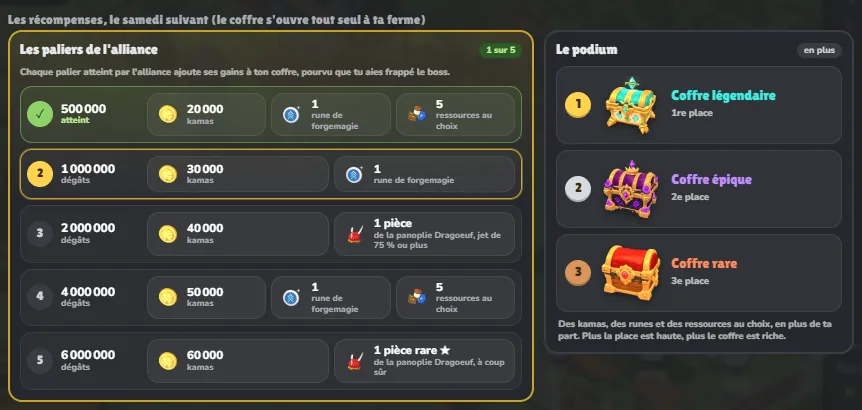 Les récompenses, le samedi suivant (le coffre s'ouvre tout seul à ta ferme)
Les paliers de l'alliance
1 sur 5
Chaque palier atteint par l'alliance ajoute ses gains à ton coffre, pourvu que tu aies frappé le boss.
✓
500 000
atteint
20 000
kamas
1
rune de
forgemagie
5
ressources au
choix
2
1 000 000
dégâts
30 000
kamas
1
rune de forgemagie
3
2 000 000
dégâts
40 000
kamas
1 pièce
de la panoplie Dragoeuf, jet de
75 % ou plus
4
4 000 000
dégâts
50 000
kamas
1
rune de
forgemagie
5
ressources au
choix
5
6 000 000
dégâts
60 000
kamas
1 pièce rare ★
de la panoplie Dragoeuf, à coup
sûr
Le podium
en plus
1
Coffre légendaire
1re place
2
Coffre épique
2e place
3
Coffre rare
3e place
Des kamas, des runes et des ressources au choix, en plus de ta
part. Plus la place est haute, plus le coffre est riche.